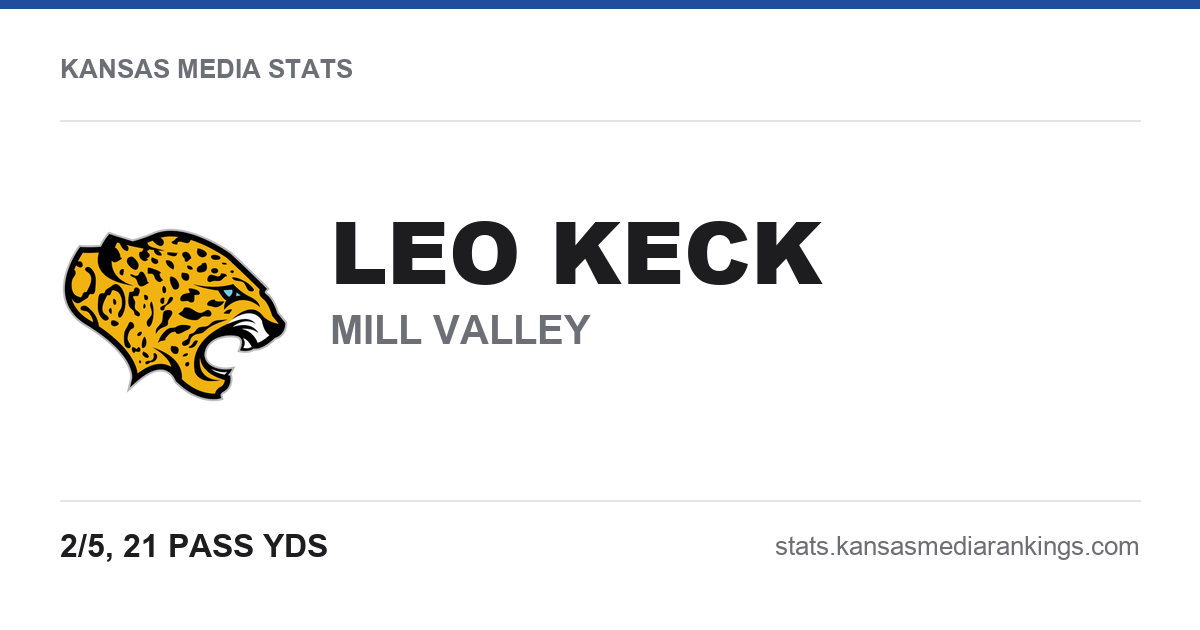 KANSAS MEDIA STATS
LEO KECK
MILL VALLEY
2/5, 21 PASS YDS
stats.kansasmediarankings.com